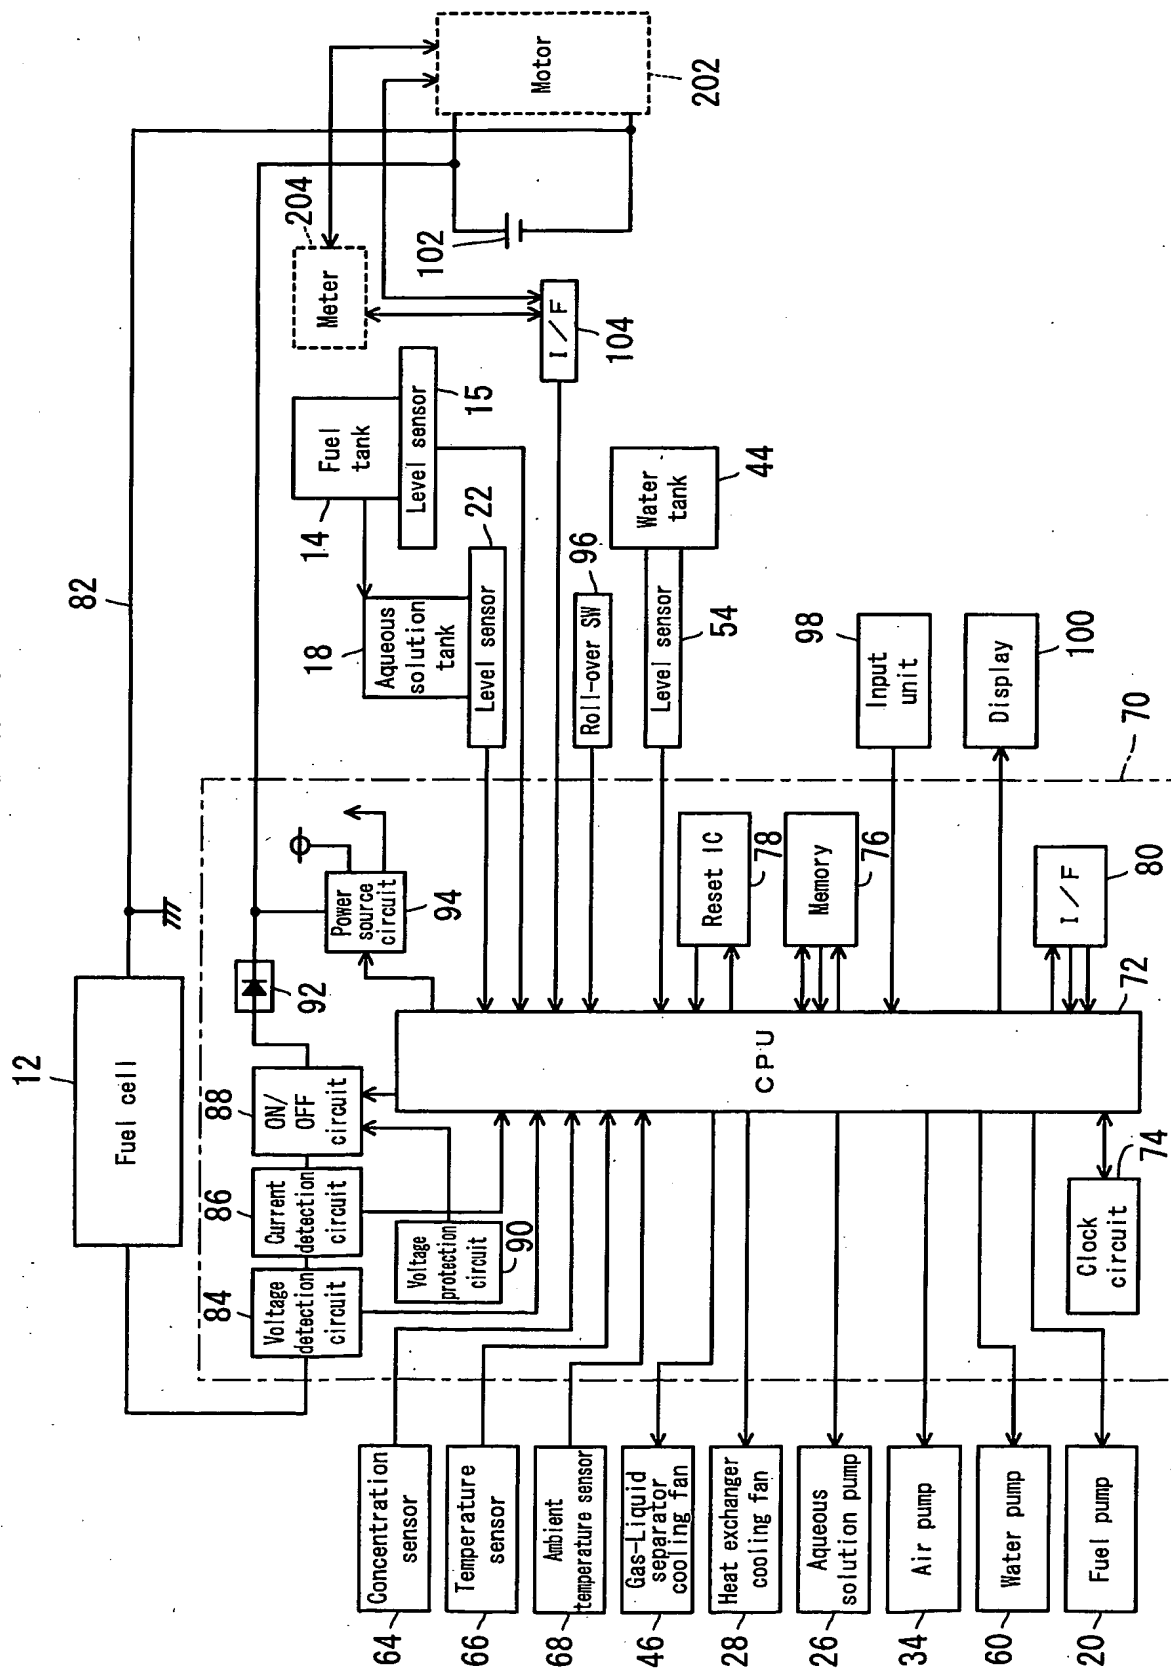 12
Fuel cell
82
Motor
202
204
Meter
102
I/F
104
84
Voltage
detection
circuit
86
Current
detection
circuit
88
ON/
OFF
circuit
92
Power
source
circuit
94
Voltage
protection
circuit
90
14
Fuel
tank
Level sensor
15
18
Aqueous
solution
tank
Level sensor
22
Roll-over SW
96
Water
tank
44
Level sensor
54
98
Input
unit
Display
100
70
Reset IC
78
Memory
76
I/F
80
CPU
72
Clock
circuit
74
Concentration
sensor
64
Temperature
sensor
66
Ambient
temperature sensor
68
Gas-Liquid
separator
cooling fan
46
Heat exchanger
cooling fan
28
Aqueous
solution pump
26
Air pump
34
Water pump
60
Fuel pump
20